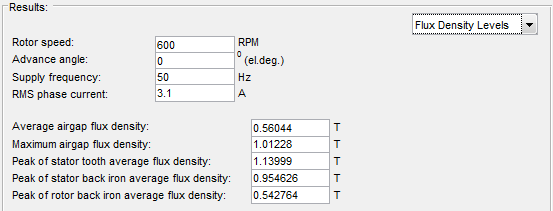 Results:
Flux Density Levels
Rotor speed: 600 RPM
Advance angle: 0 ⁰ (el.deg.)
Supply frequency: 50 Hz
RMS phase current: 3.1 A
Average airgap flux density: 0.56044 T
Maximum airgap flux density: 1.01228 T
Peak of stator tooth average flux density: 1.13999 T
Peak of stator back iron average flux density: 0.954626 T
Peak of rotor back iron average flux density: 0.542764 T